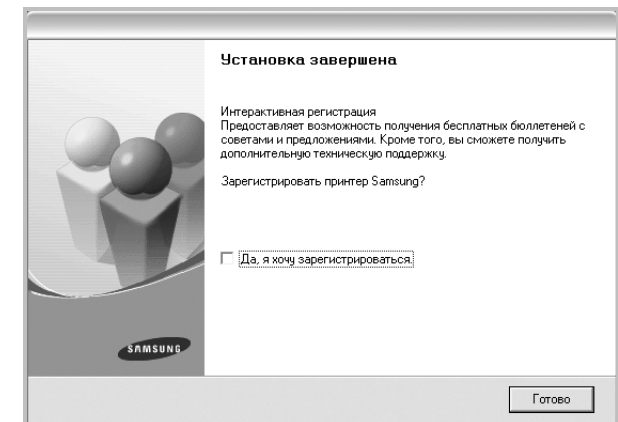 Установка завершена
Интерактивная регистрация
Предоставляет возможность получения бесплатных бюллетеней с
советами и предложениями. Кроме того, вы сможете получить
дополнительную техническую поддержку.
Зарегистрировать принтер Samsung?
Да, я хочу зарегистрироваться.
SAMSUNG
Готово